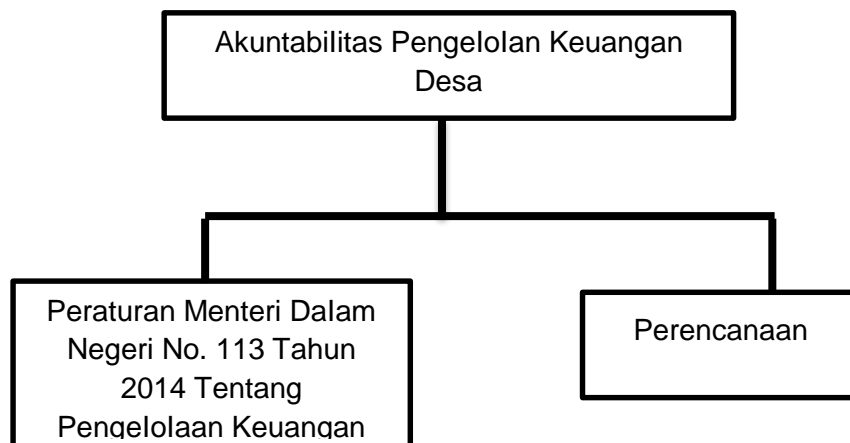 Akuntabilitas Pengelolan Keuangan
Desa
Peraturan Menteri Dalam
Negeri No. 113 Tahun
2014 Tentang
Pengelolaan Keuangan
Perencanaan